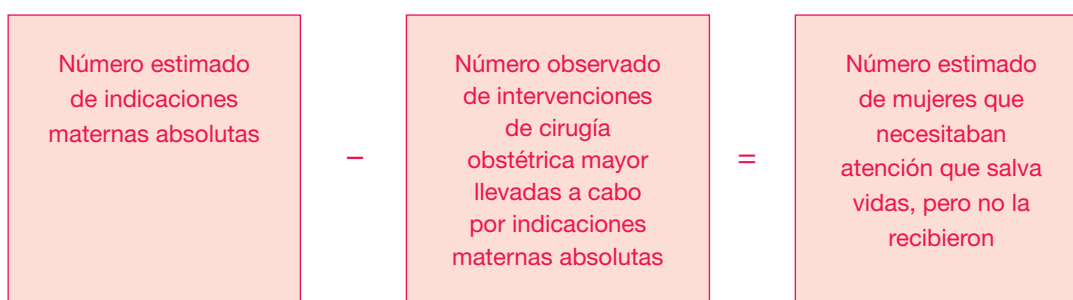 Número estimado
de indicaciones
maternas absolutas
–
Número observado
de intervenciones
de cirugía
obstétrica mayor
llevadas a cabo
por indicaciones
maternas absolutas
=
Número estimado
de mujeres que
necesitaban
atención que salva
vidas, pero no la
recibieron